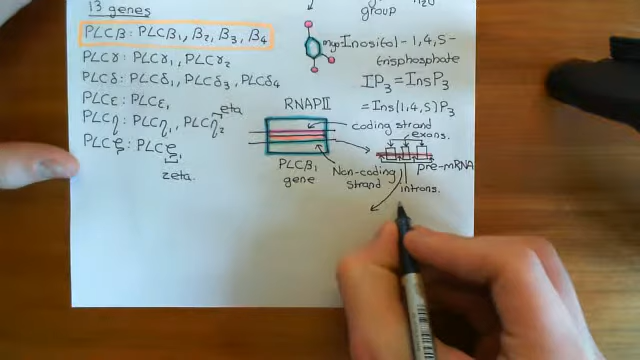 13 genes
PLCβ: PLCβ1, β2, β3, β4
PLCγ: PLCγ1, PLCγ2
PLCδ: PLCδ1, PLCδ3, PLCδ4
PLCε: PLCε1
PLCη: PLCη1, PLCη2
eta
PLCζ: PLCζ
zeta.
group
H2O
myo-Inositol-1,4,5-
trisphosphate
IP3 = InsP3
= Ins(1,4,5)P3
RNAPII
coding strand
exons.
pre-mRNA
PLCβ1
gene
Non-coding
strand
introns.